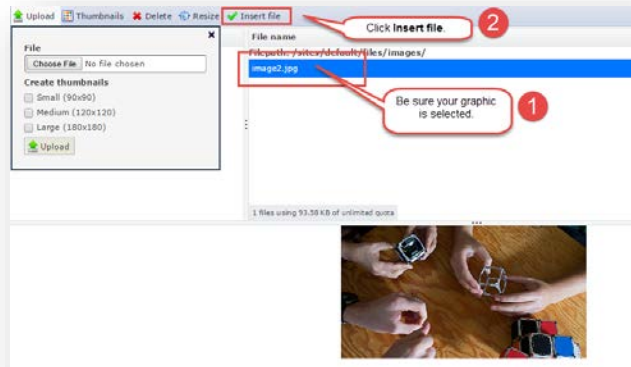 Upload Thumbnails Delete Resize Insert file
Click Insert file.
2
File
Choose File No file chosen
Create thumbnails
Small (90x90)
Medium (120x120)
Large (180x180)
Upload
File name
Filepath: /sites/default/files/images/
image2.jpg
Be sure your graphic
is selected.
1
1 files using 93.58 KB of unlimited quota